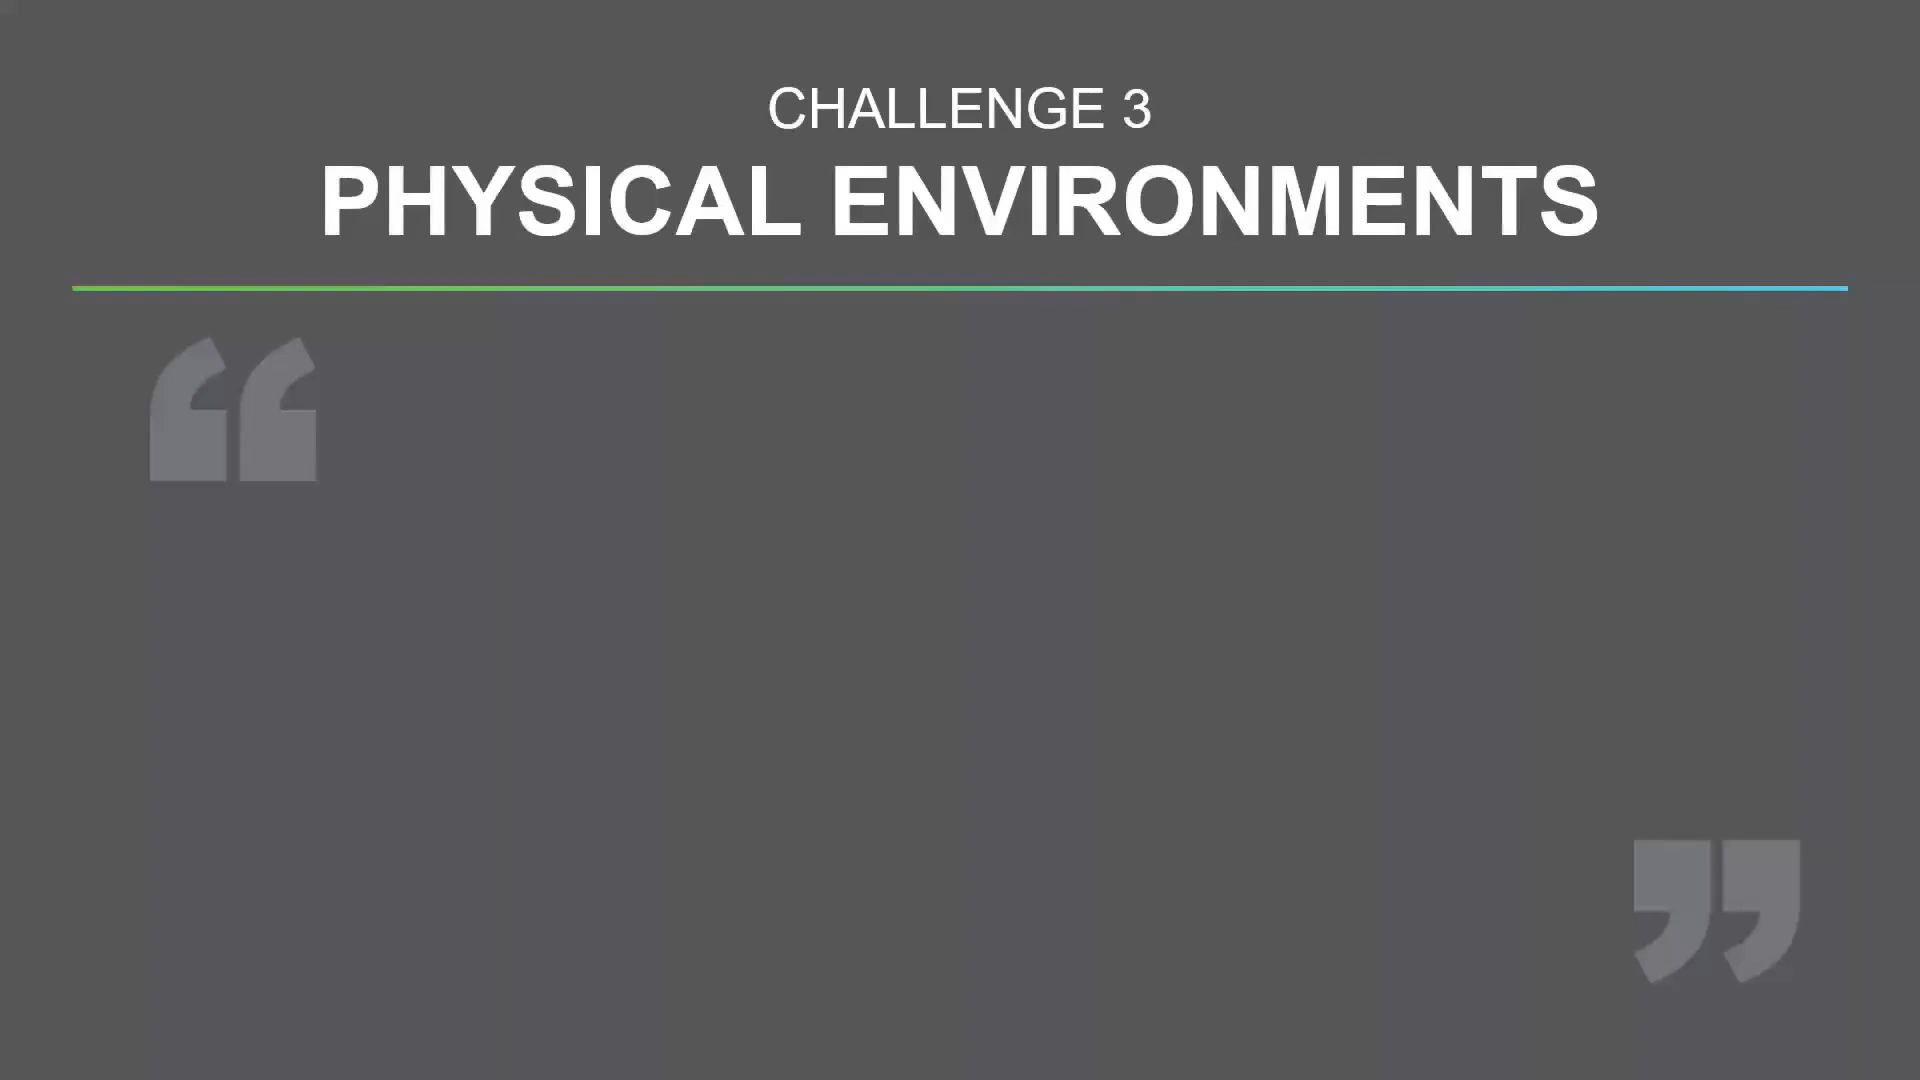 CHALLENGE 3
PHYSICAL ENVIRONMENTS
“
”